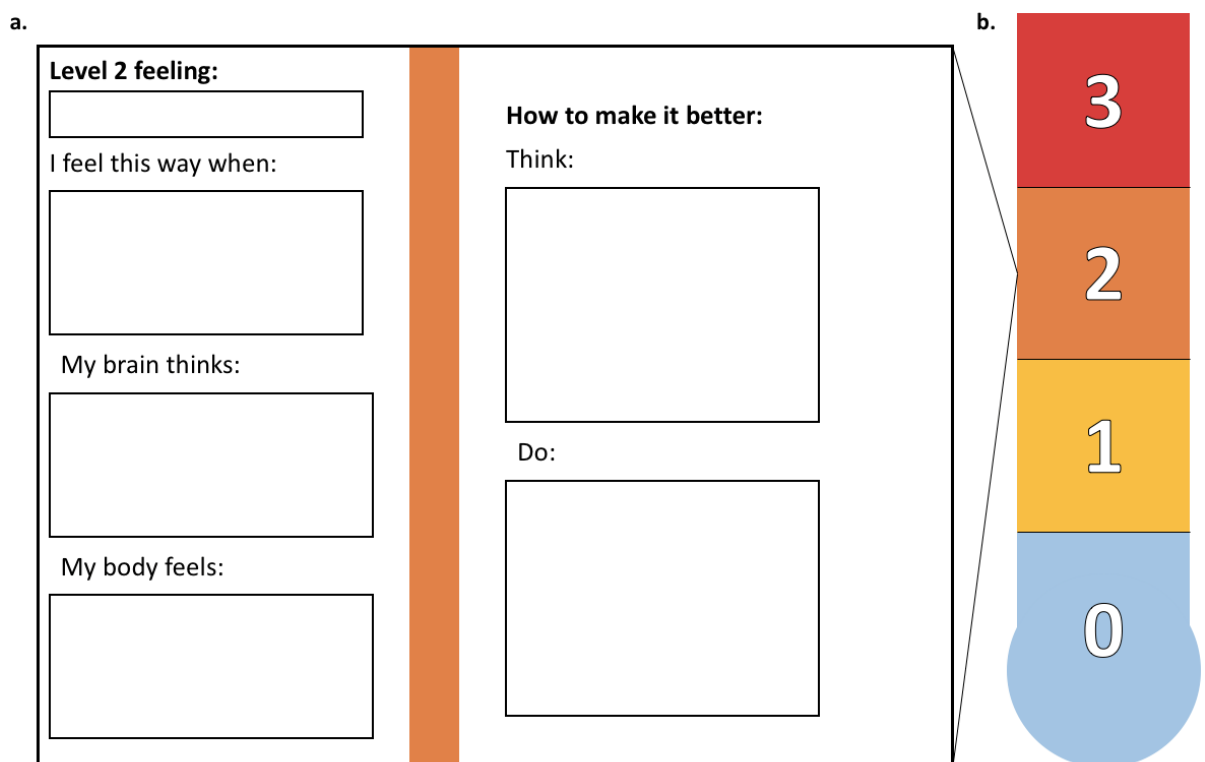 a.
Level 2 feeling:
I feel this way when:
My brain thinks:
My body feels:
How to make it better:
Think:
Do:
b.
3
2
1
0